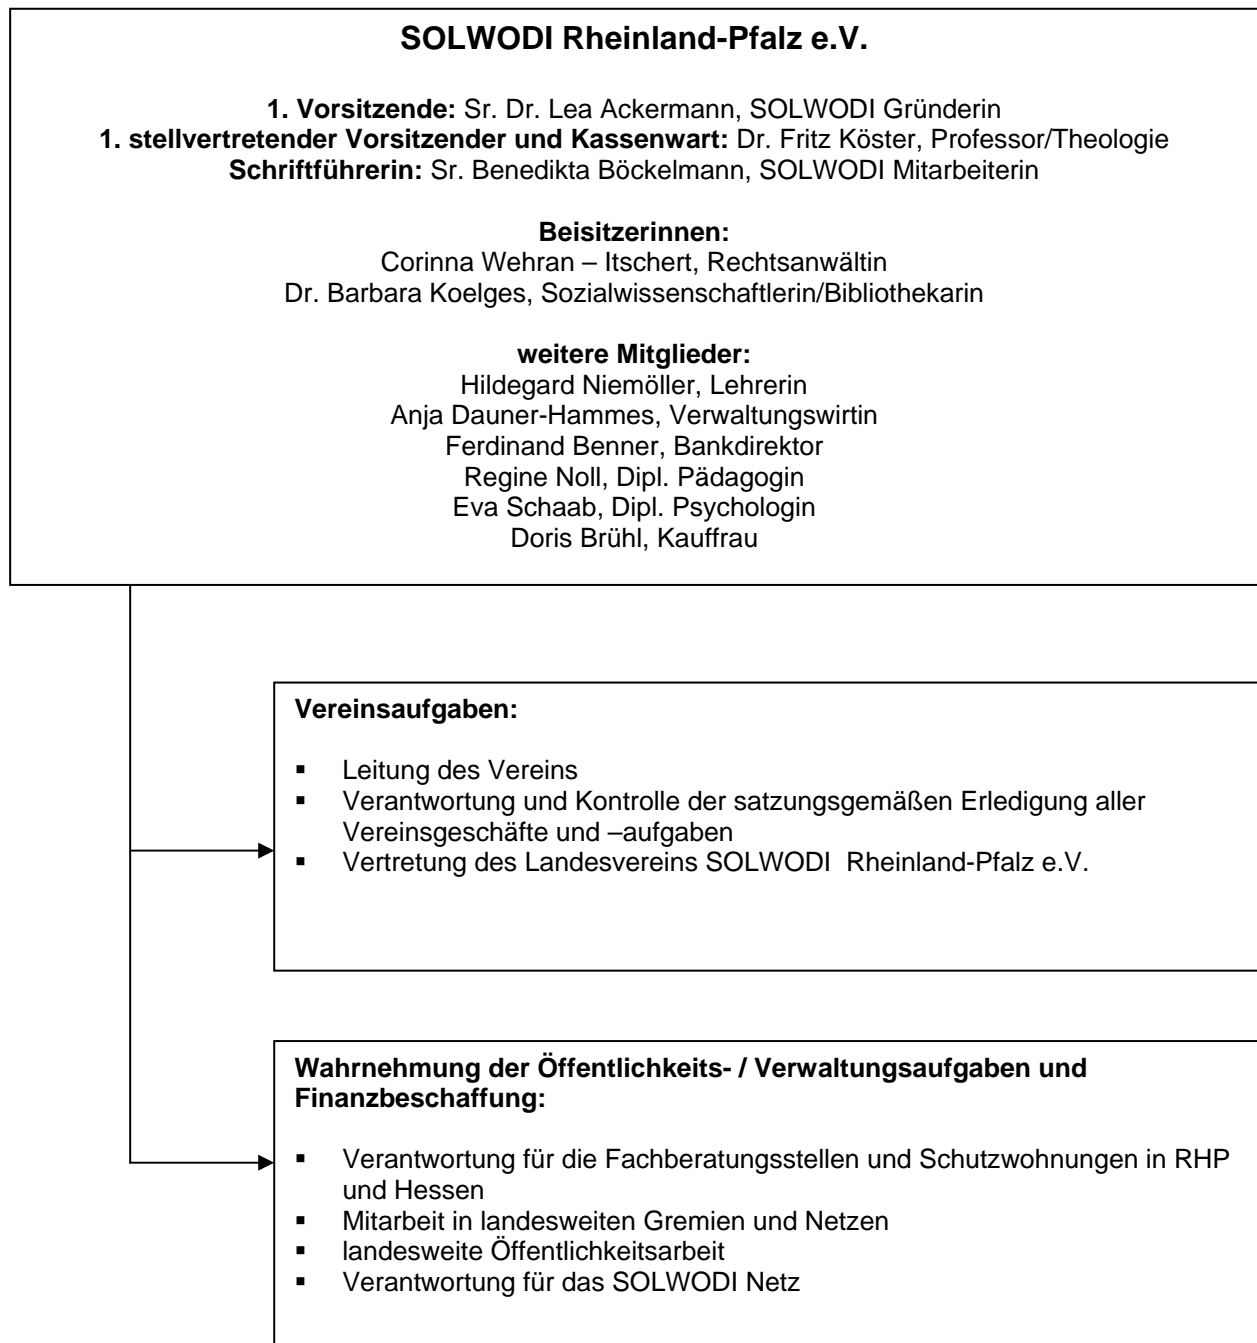 SOLWODI Rheinland-Pfalz e.V.
1. Vorsitzende: Sr. Dr. Lea Ackermann, SOLWODI Gründerin
1. stellvertretender Vorsitzender und Kassenwart: Dr. Fritz Köster, Professor/Theologie
Schriftführerin: Sr. Benedikta Böckelmann, SOLWODI Mitarbeiterin
Beisitzerinnen:
Corinna Wehran – Itschert, Rechtsanwältin
Dr. Barbara Koelges, Sozialwissenschaftlerin/Bibliothekarin
weitere Mitglieder:
Hildegard Niemöller, Lehrerin
Anja Dauner-Hammes, Verwaltungswirtin
Ferdinand Benner, Bankdirektor
Regine Noll, Dipl. Pädagogin
Eva Schaab, Dipl. Psychologin
Doris Brühl, Kauffrau
Vereinsaufgaben:
▪ Leitung des Vereins
▪ Verantwortung und Kontrolle der satzungsgemäßen Erledigung aller
Vereinsgeschäfte und –aufgaben
▪ Vertretung des Landesvereins SOLWODI  Rheinland-Pfalz e.V.
Wahrnehmung der Öffentlichkeits- / Verwaltungsaufgaben und
Finanzbeschaffung:
▪ Verantwortung für die Fachberatungsstellen und Schutzwohnungen in RHP
und Hessen
▪ Mitarbeit in landesweiten Gremien und Netzen
▪ landesweite Öffentlichkeitsarbeit
▪ Verantwortung für das SOLWODI Netz